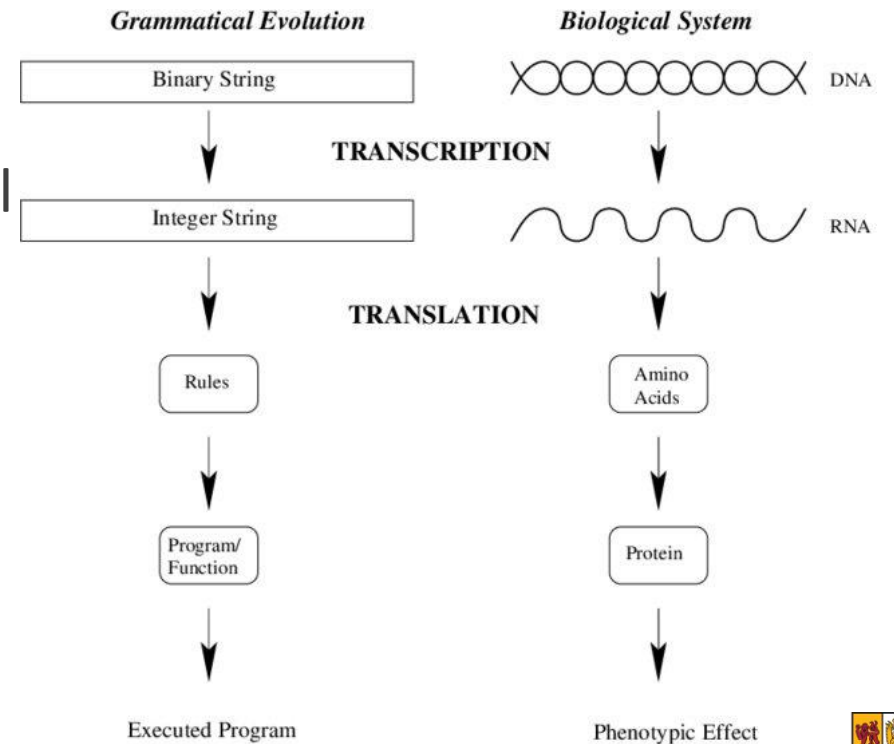 Grammatical Evolution
Biological System
Binary String
DNA
TRANSCRIPTION
Integer String
RNA
TRANSLATION
Rules
Amino
Acids
Program/
Function
Protein
Executed Program
Phenotypic Effect